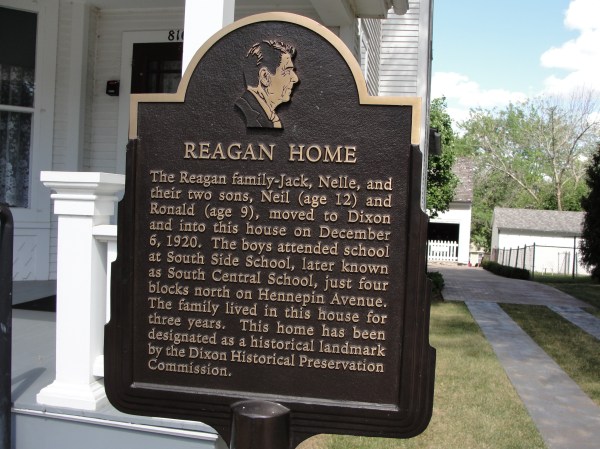 816
REAGAN HOME
The Reagan family-Jack, Nelle, and
their two sons, Neil (age 12) and
Ronald (age 9), moved to Dixon
and into this house on December
6, 1920. The boys attended school
at South Side School, later known
as South Central School, just four
blocks north on Hennepin Avenue.
The family lived in this house for
three years. This home has been
designated as a historical landmark
by the Dixon Historical Preservation
Commission.